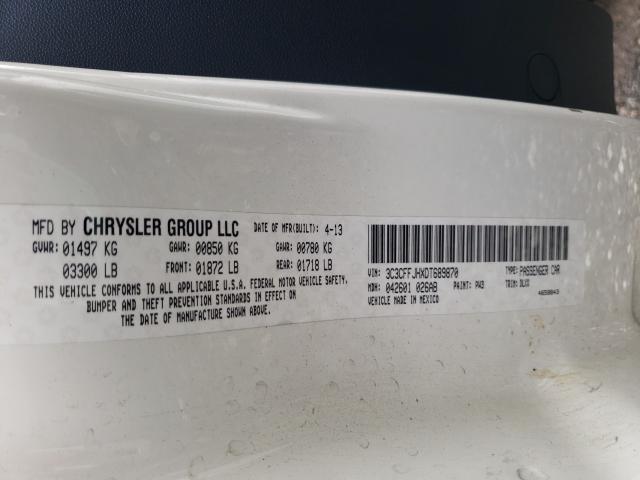 MFD BY CHRYSLER GROUP LLC DATE OF MFR(BUILT): 4-13
GVWR: 01497 KG GAWR: 00850 KG GAWR: 00780 KG
03300 LB FRONT: 01872 LB REAR: 01718 LB
THIS VEHICLE CONFORMS TO ALL APPLICABLE U.S.A. FEDERAL MOTOR VEHICLE SAFETY,
BUMPER AND THEFT PREVENTION STANDARDS IN EFFECT ON
THE DATE OF MANUFACTURE SHOWN ABOVE.
VIN: 3C3CFFJHXDT689870 TYPE: PASSENGER CAR
MDH: 042601 026AB PAINT: PW3 TRIM: DLX0
VEHICLE MADE IN MEXICO